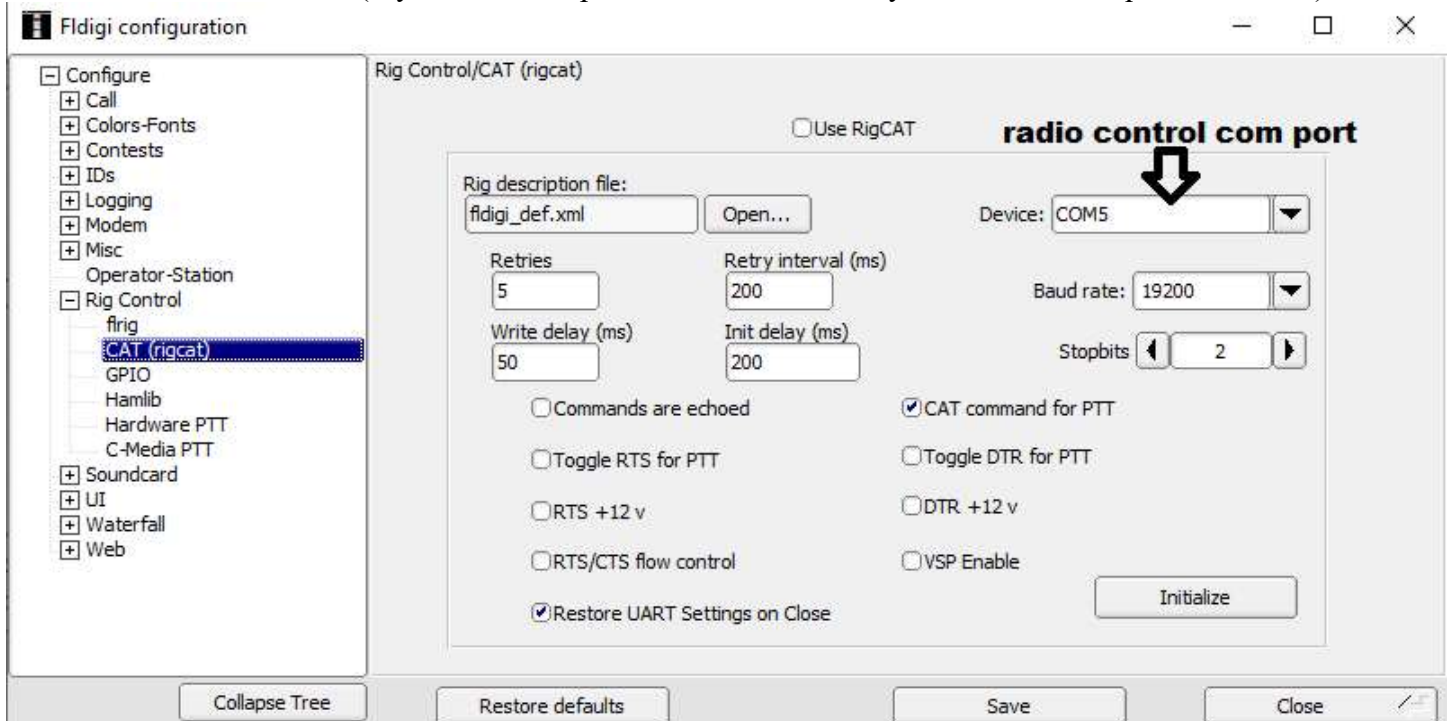 Fldigi configuration
Configure
Call
Colors-Fonts
Contests
IDs
Logging
Modem
Misc
Operator-Station
Rig Control
flrig
CAT (rigcat)
GPIO
Hamlib
Hardware PTT
C-Media PTT
Soundcard
UI
Waterfall
Web
Collapse Tree
Rig Control/CAT (rigcat)
Use RigCAT
radio control com port
Rig description file:
fldigi_def.xml Open... Device: COM5
Retries Retry interval (ms)
5 200 Baud rate: 19200
Write delay (ms) Init delay (ms)
50 200 Stopbits 2
Commands are echoed CAT command for PTT
Toggle RTS for PTT Toggle DTR for PTT
RTS +12 v DTR +12 v
RTS/CTS flow control VSP Enable
Initialize
Restore UART Settings on Close
Restore defaults Save Close